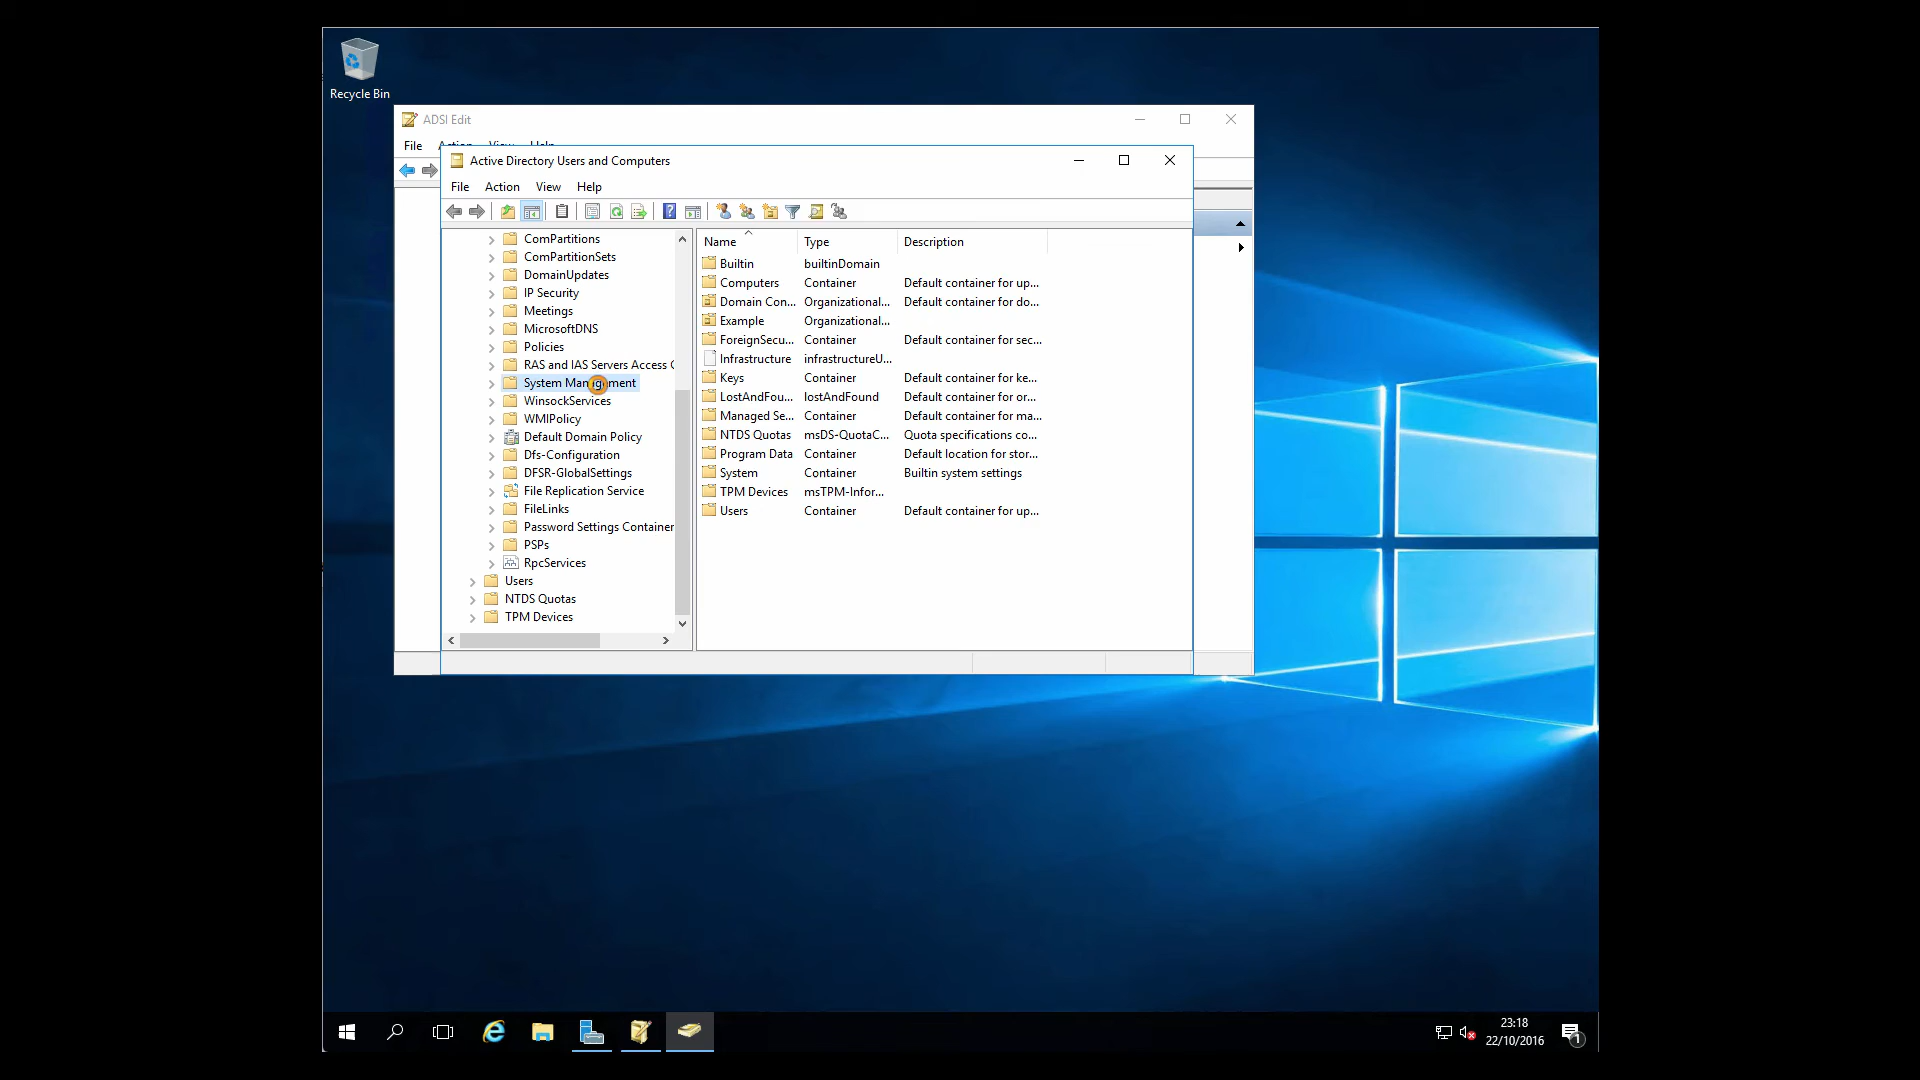 Recycle Bin
ADSI Edit
File Action View Help
Active Directory Users and Computers
File Action View Help
ComPartitions
ComPartitionSets
DomainUpdates
IP Security
Meetings
MicrosoftDNS
Policies
RAS and IAS Servers Access
System Management
WinsockServices
WMIPolicy
Default Domain Policy
Dfs-Configuration
DFSR-GlobalSettings
File Replication Service
FileLinks
Password Settings Container
PSPs
RpcServices
Users
NTDS Quotas
TPM Devices
Name Type Description
Builtin builtinDomain
Computers Container Default container for up...
Domain Con... Organizational... Default container for do...
Example Organizational...
ForeignSecu... Container Default container for sec...
Infrastructure infrastructureU...
Keys Container Default container for ke...
LostAndFou... lostAndFound Default container for or...
Managed Se... Container Default container for ma...
NTDS Quotas msDS-QuotaC... Quota specifications co...
Program Data Container Default location for stor...
System Container Builtin system settings
TPM Devices msTPM-Infor...
Users Container Default container for up...
23:18
22/10/2016
1